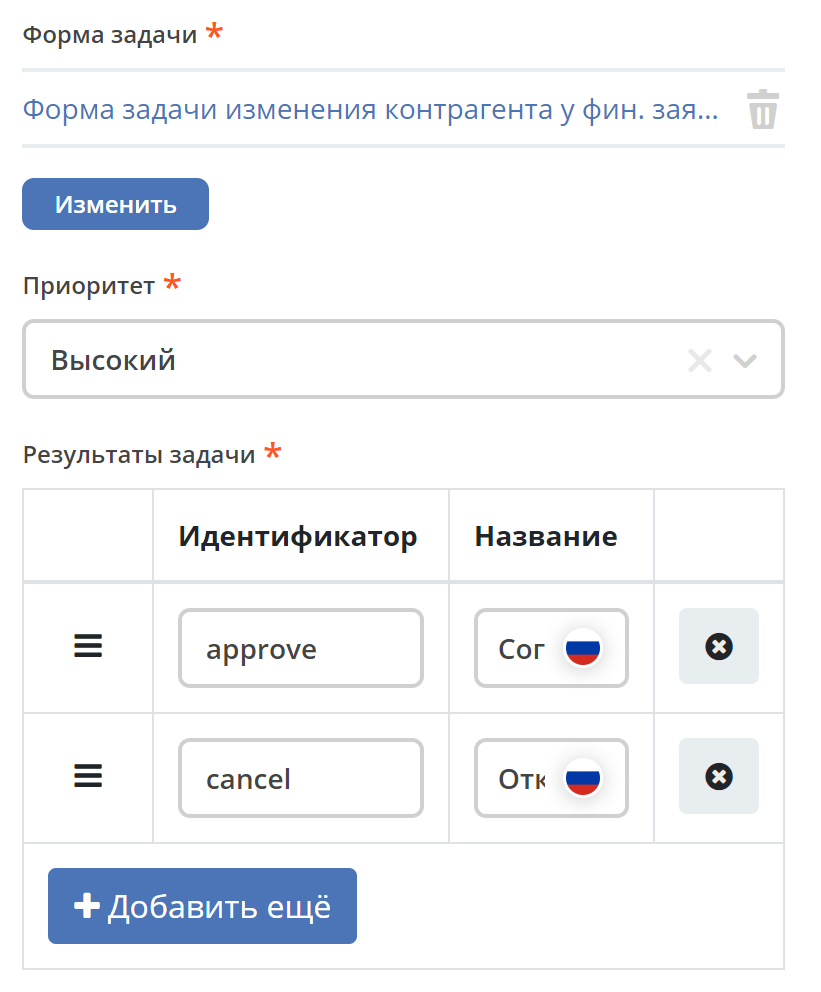 Форма задачи *
Форма задачи изменения контрагента у фин. зая...
Изменить
Приоритет *
Высокий
Результаты задачи *
Идентификатор Название
approve Сог
cancel Отк
Добавить ещё